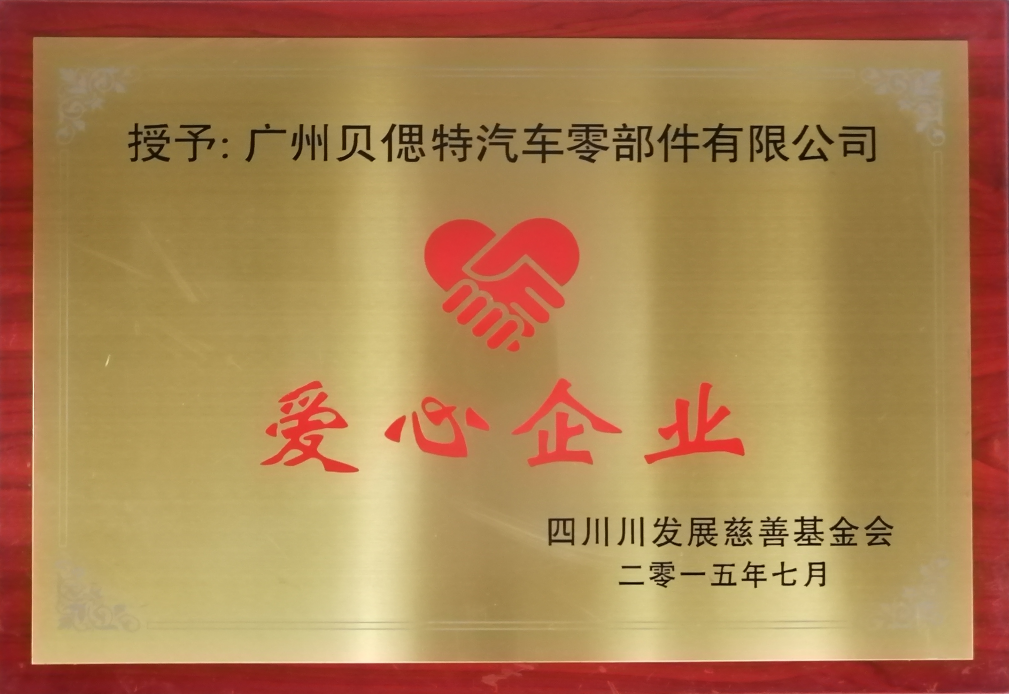 授予:广州贝偲特汽车零部件有限公司
爱心企业
四川川发展慈善基金会
二零一五年七月